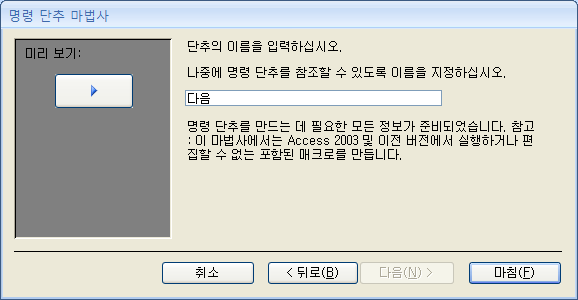 명령 단추 마법사
미리 보기:
단추의 이름을 입력하십시오.
나중에 명령 단추를 참조할 수 있도록 이름을 지정하십시오.
다음
명령 단추를 만드는 데 필요한 모든 정보가 준비되었습니다. 참고
: 이 마법사에서는 Access 2003 및 이전 버전에서 실행하거나 편
집할 수 없는 포함된 매크로를 만듭니다.
취소
< 뒤로(B)
다음(N) >
마침(F)